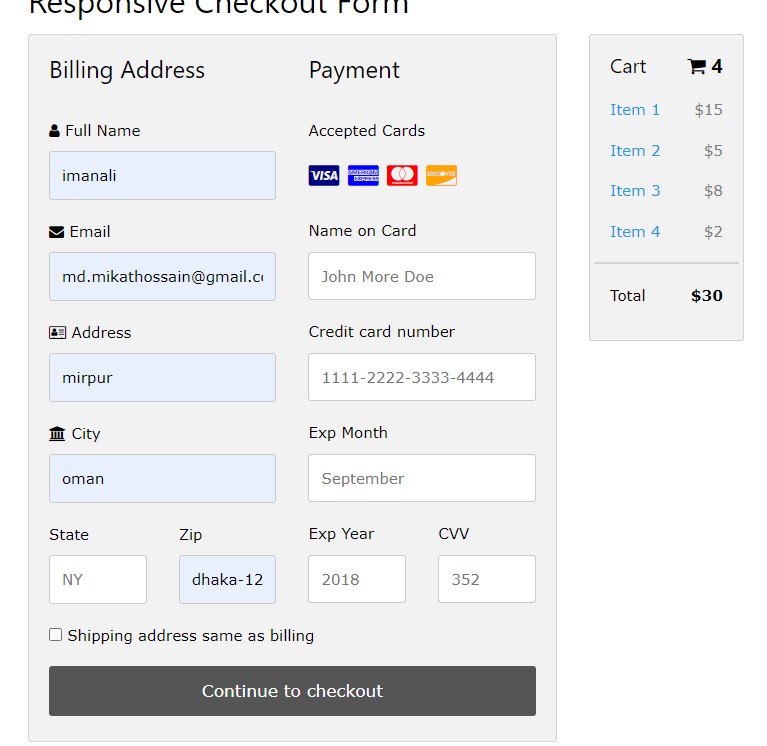 Responsive Checkout Form
Billing Address
Full Name
imanali
Email
md.mikathossain@gmail.c
Address
mirpur
City
oman
State
Zip
NY
dhaka-12
Payment
Accepted Cards
VISA
AMERICAN
EXPRESS
DISCOVER
Name on Card
John More Doe
Credit card number
1111-2222-3333-4444
Exp Month
September
Exp Year
CVV
2018
352
Shipping address same as billing
Continue to checkout
Cart 4
Item 1 $15
Item 2 $5
Item 3 $8
Item 4 $2
Total $30